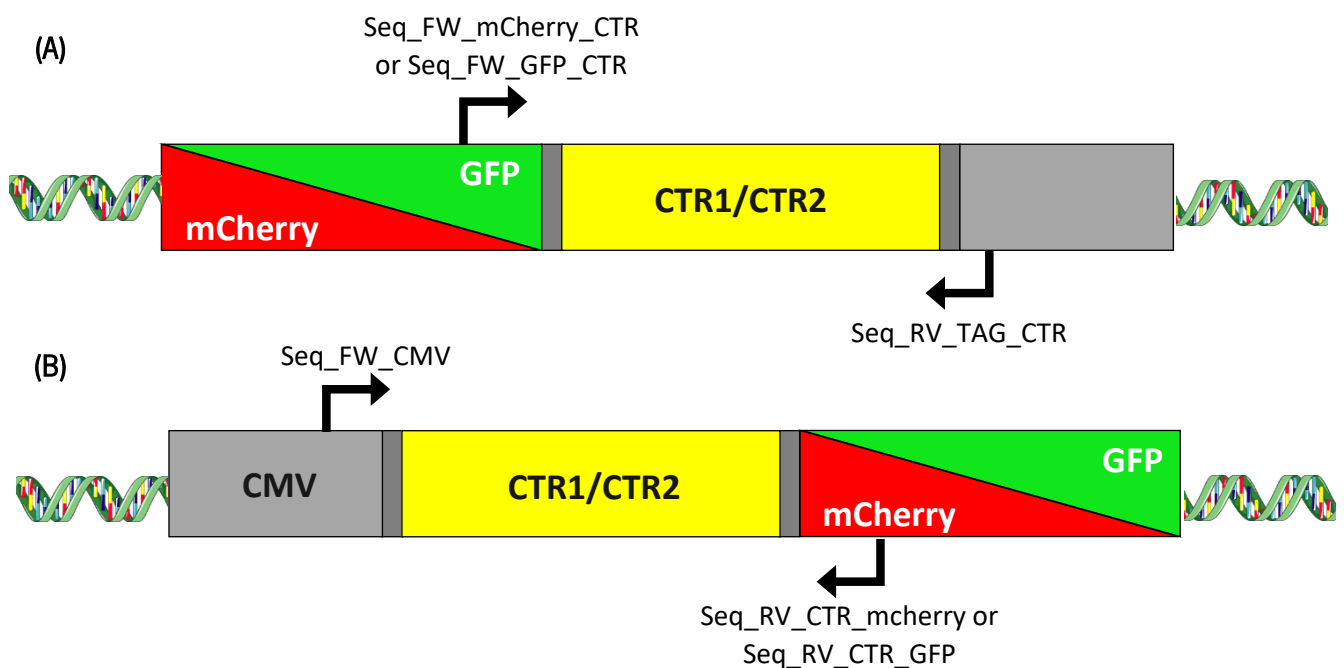 (A)
Seq_FW_mCherry_CTR
or Seq_FW_GFP_CTR
GFP
mCherry
CTR1/CTR2
Seq_RV_TAG_CTR
(B)
Seq_FW_CMV
CMV
CTR1/CTR2
GFP
mCherry
Seq_RV_CTR_mcherry or
Seq_RV_CTR_GFP